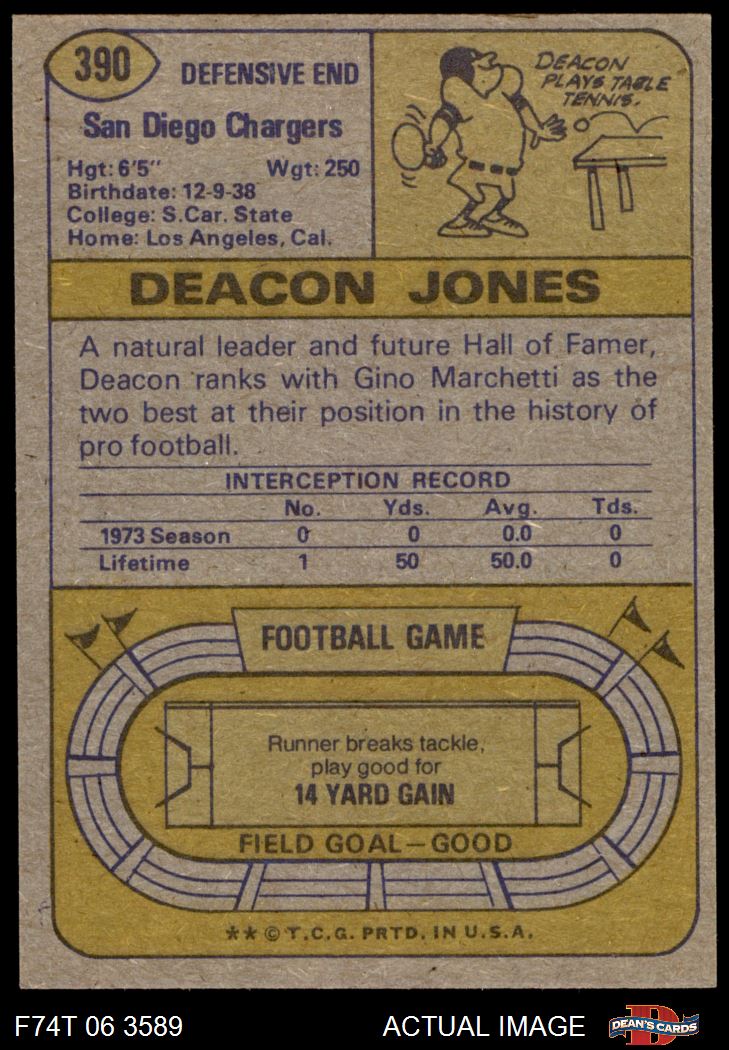 390
DEFENSIVE END
San Diego Chargers
Hgt: 6'5" Wgt: 250
Birthdate: 12-9-38
College: S.Car. State
Home: Los Angeles, Cal.
DEACON
PLAYS TABLE
TENNIS.
DEACON JONES
A natural leader and future Hall of Famer,
Deacon ranks with Gino Marchetti as the
two best at their position in the history of
pro football.
INTERCEPTION RECORD
No. Yds. Avg. Tds.
1973 Season 0 0 0.0 0
Lifetime 1 50 50.0 0
FOOTBALL GAME
Runner breaks tackle,
play good for
14 YARD GAIN
FIELD GOAL—GOOD
** © T.C.G. PRTD. IN U.S.A.
F74T 06 3589 ACTUAL IMAGE D DEAN'S CARDS